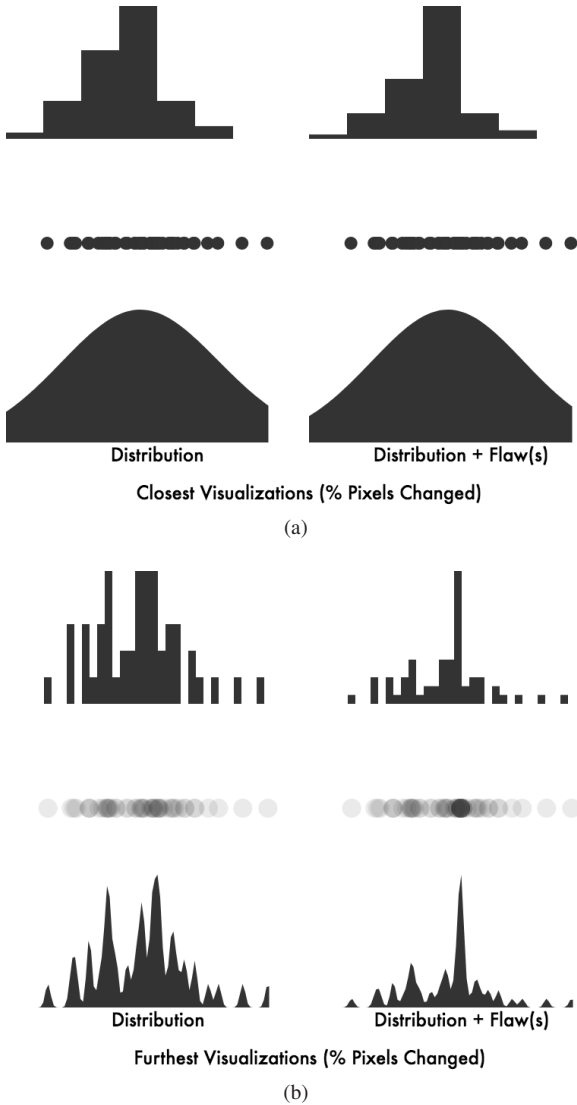 Distribution Distribution + Flaw(s)
Closest Visualizations (% Pixels Changed)
(a)
Distribution Distribution + Flaw(s)
Furthest Visualizations (% Pixels Changed)
(b)